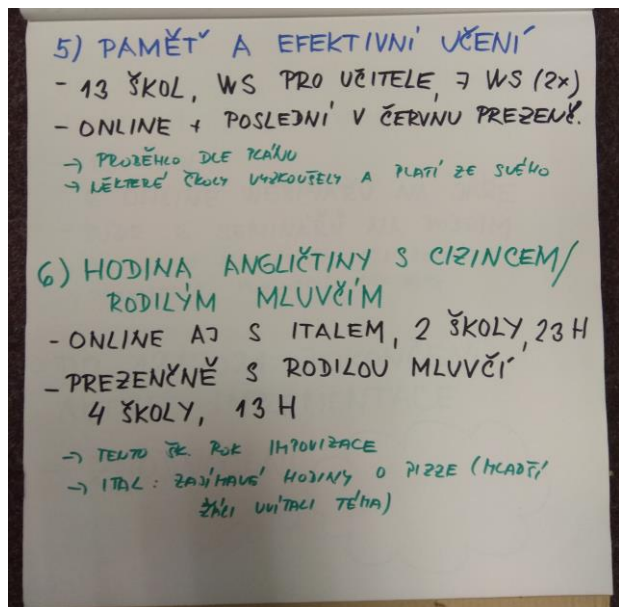 5) PAMĚŤ A EFEKTIVNÍ UČENÍ
- 13 ŠKOL, WS PRO UČITELE, 7 WS (2x)
- ONLINE + POSLEDNÍ V ČERVNU PREZENČ.
→ PROBĚHLO DLE PLÁNU
→ NĚKTERÉ ŠKOLY VYZKOUŠELY A PLATÍ ZE SVÉHO
6) HODINA ANGLIČTINY S CIZINCEM/
RODILÝM MLUVČÍM
- ONLINE AJ S ITALEM, 2 ŠKOLY, 23 H
- PREZENČNĚ S RODILOU MLUVČÍ
4 ŠKOLY, 13 H
→ TENTO ŠK. ROK IMPROVIZACE
→ ITAL: ZAJÍMAVÉ HODINY O PIZZE (MLADŠÍ
ŽÁCI UVÍTALI TÉMA)